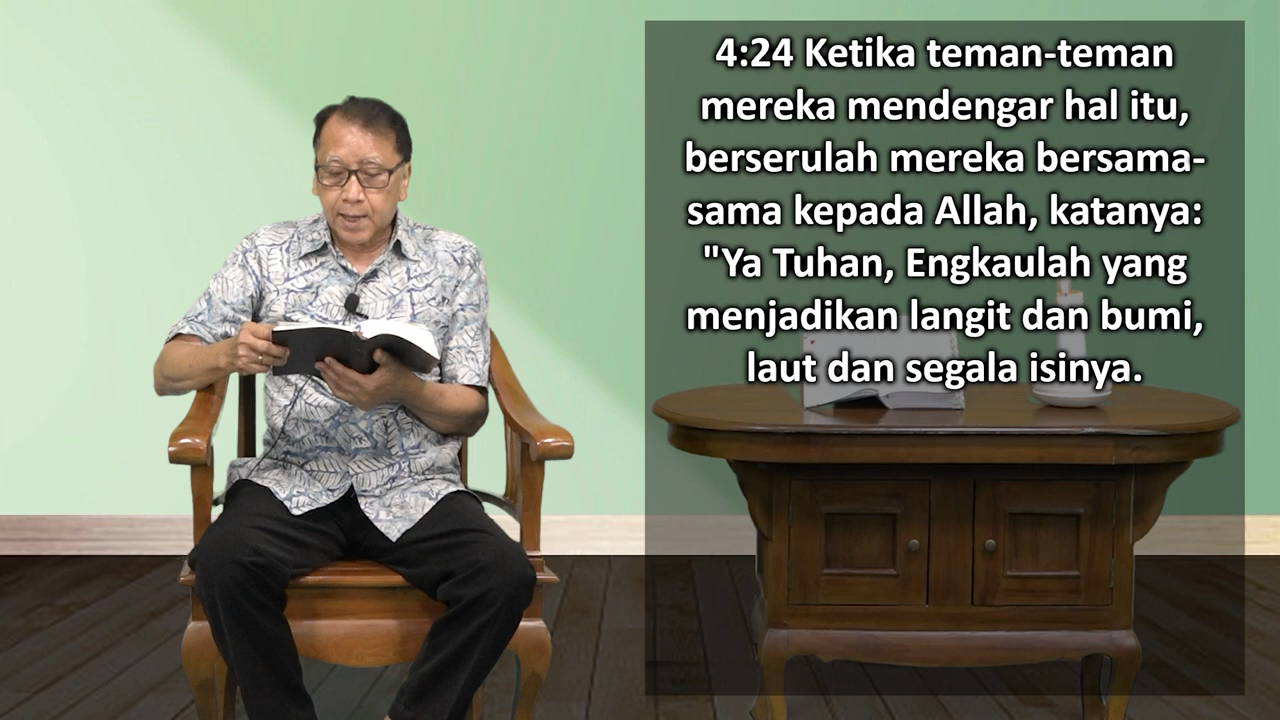 4:24 Ketika teman-teman
mereka mendengar hal itu,
berserulah mereka bersama-
sama kepada Allah, katanya:
"Ya Tuhan, Engkaulah yang
menjadikan langit dan bumi,
laut dan segala isinya.